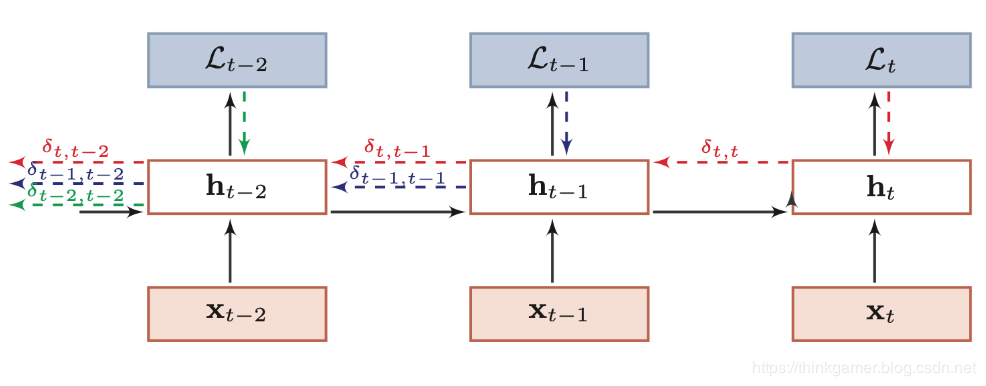 ℒₜ₋₂ ℒₜ₋₁ ℒₜ
δₜ,ₜ₋₂ δₜ,ₜ₋₁ δₜ,ₜ
δₜ₋₁,ₜ₋₂ δₜ₋₁,ₜ₋₁
δₜ₋₂,ₜ₋₂
𝐡ₜ₋₂ 𝐡ₜ₋₁ 𝐡ₜ
𝐱ₜ₋₂ 𝐱ₜ₋₁ 𝐱ₜ
https://thinkgamer.blog.csdn.net